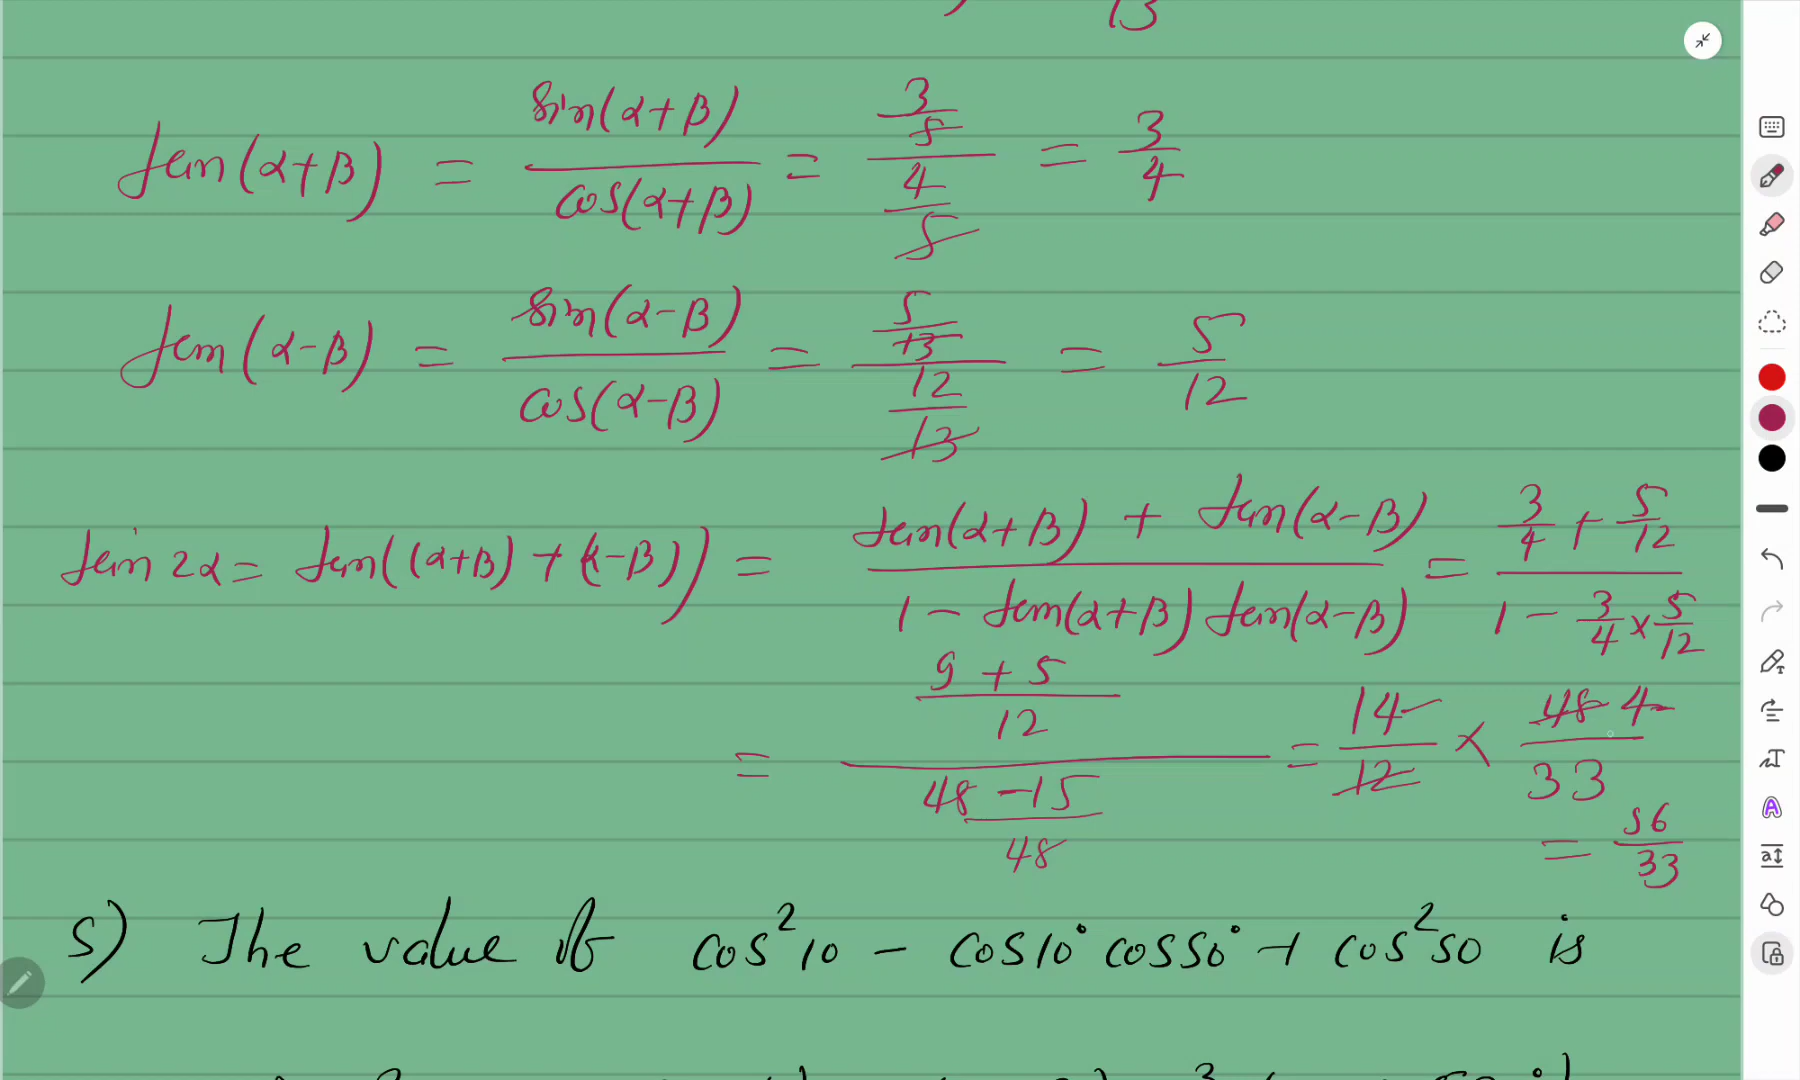 13
tan(α+β) = sin(α+β) / cos(α+β) = (3/5) / (4/5) = 3/4
tan(α-β) = sin(α-β) / cos(α-β) = (5/13) / (12/13) = 5/12
tan 2α = tan((α+β) + (α-β)) = (tan(α+β) + tan(α-β)) / (1 - tan(α+β) tan(α-β)) = (3/4 + 5/12) / (1 - 3/4 × 5/12)
= ((9 + 5)/12) / ((48 - 15)/48) = 14/12 × 48 4/33
= 56/33
5) The value of cos²10 - cos10° cos50° + cos²50 is